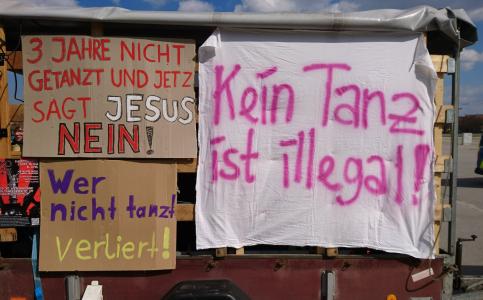 3 JAHRE NICHT
GETANZT UND JETZ
SAGT JESUS
NEIN!
Kein Tanz
ist illegal!
Wer
nicht tanzt
verliert!